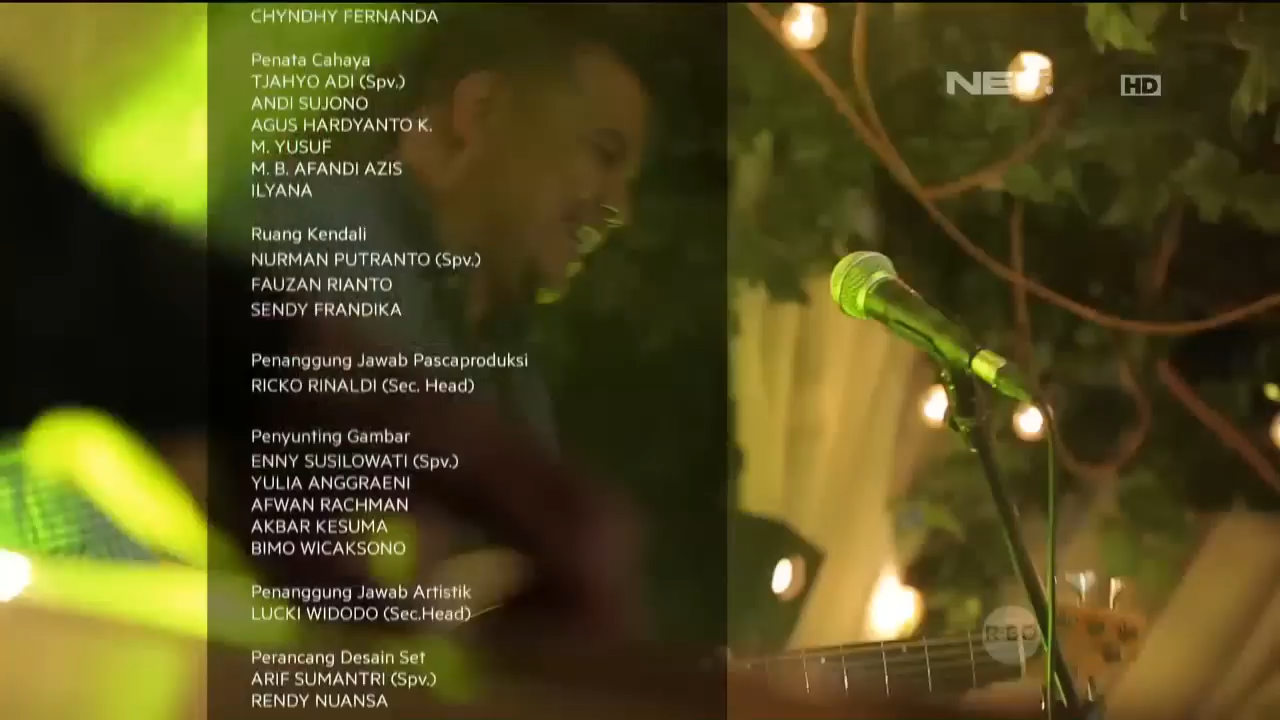 CHYNDHY FERNANDA
Penata Cahaya
TJAHYO ADI (Spv.)
ANDI SUJONO
AGUS HARDYANTO K.
M. YUSUF
M. B. AFANDI AZIS
ILYANA
Ruang Kendali
NURMAN PUTRANTO (Spv.)
FAUZAN RIANTO
SENDY FRANDIKA
Penanggung Jawab Pascaproduksi
RICKO RINALDI (Sec. Head)
Penyunting Gambar
ENNY SUSILOWATI (Spv.)
YULIA ANGGRAENI
AFWAN RACHMAN
AKBAR KESUMA
BIMO WICAKSONO
Penanggung Jawab Artistik
LUCKI WIDODO (Sec.Head)
Perancang Desain Set
ARIF SUMANTRI (Spv.)
RENDY NUANSA
NET.
HD